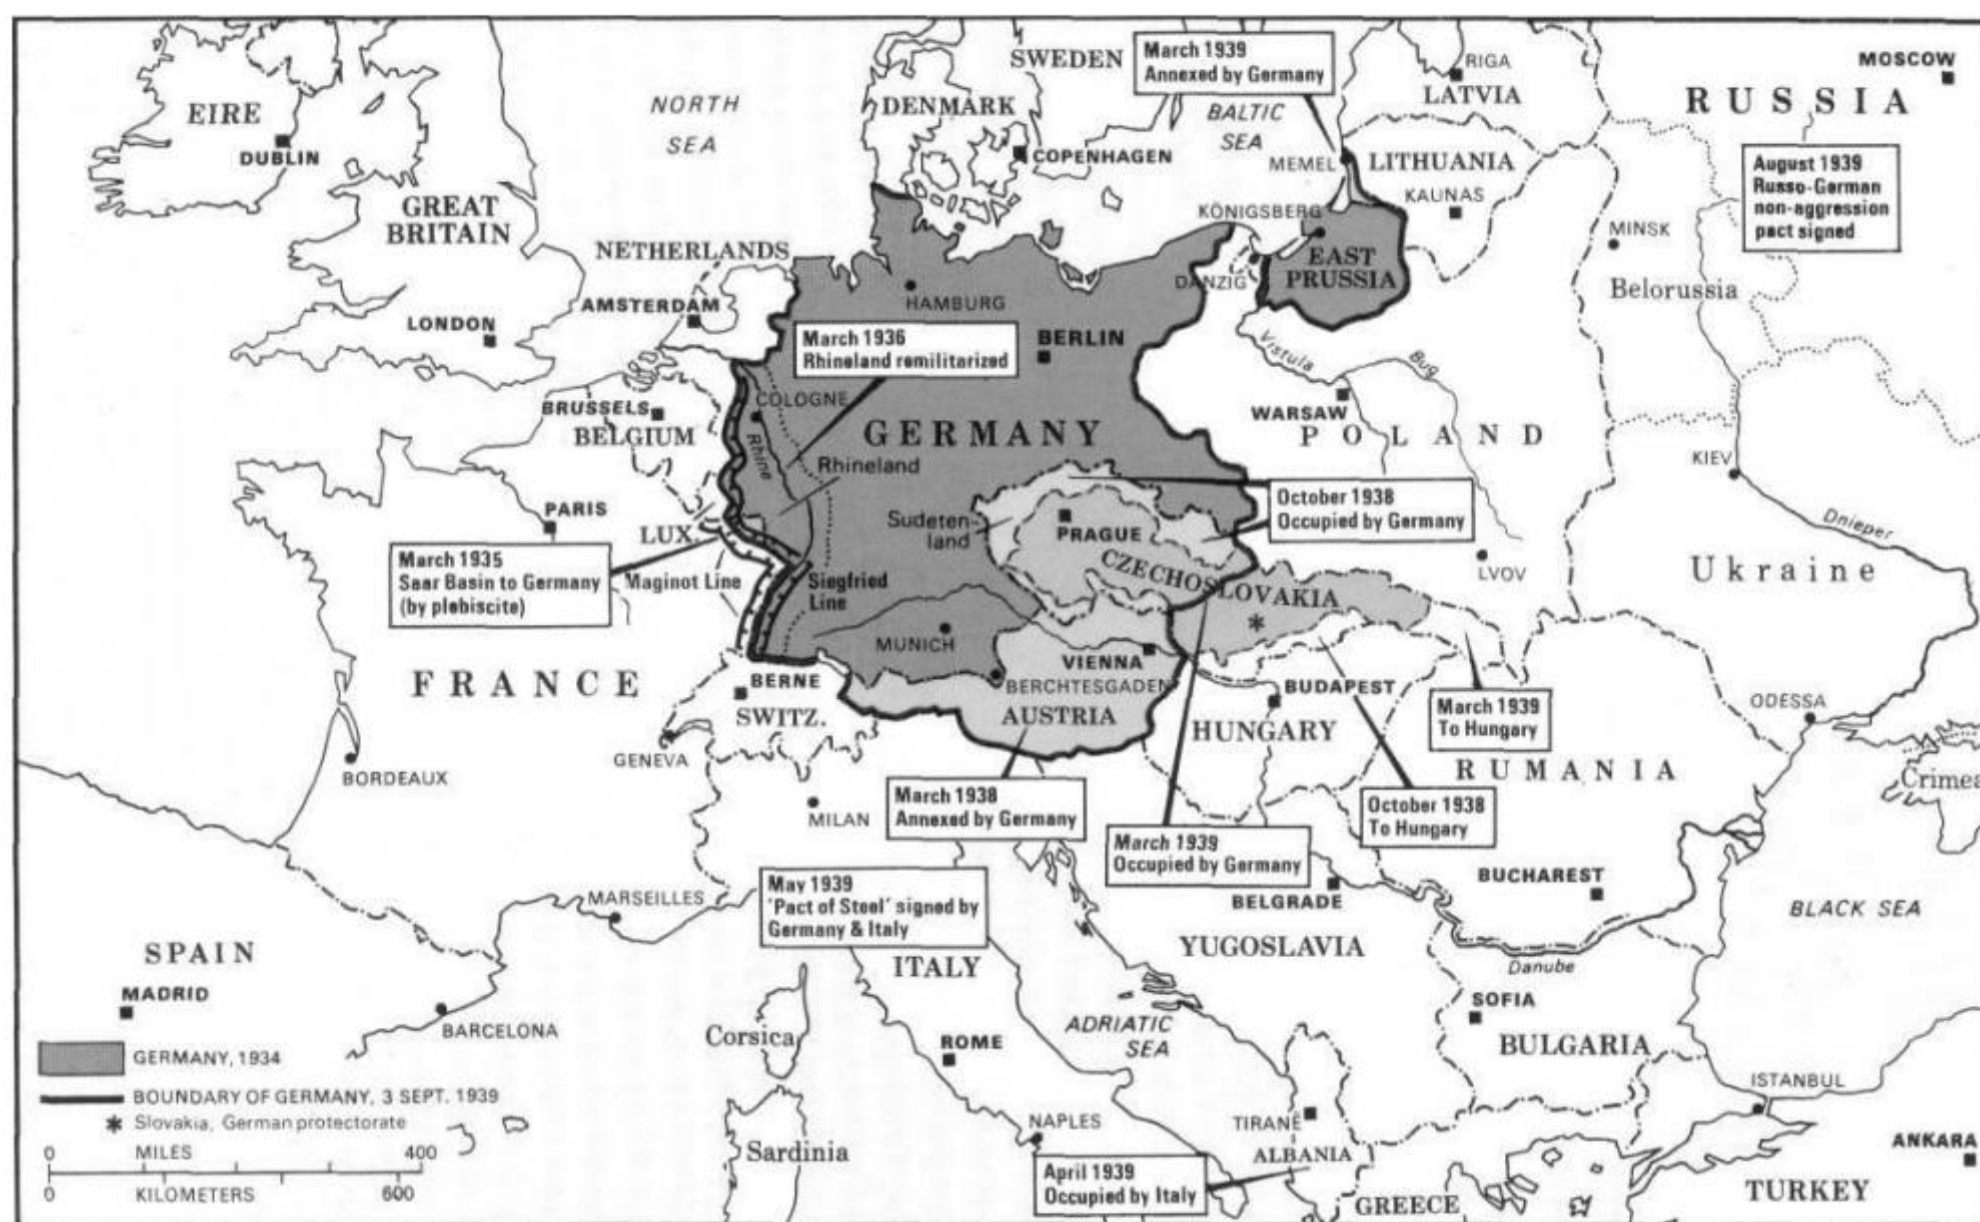 SWEDEN
March 1939
Annexed by Germany
RIGA
LATVIA
MOSCOW
RUSSIA
EIRE
DUBLIN
NORTH
SEA
DENMARK
COPENHAGEN
BALTIC
SEA
MEMEL
LITHUANIA
KAUNAS
August 1939
Russo-German
non-aggression
pact signed
GREAT
BRITAIN
LONDON
NETHERLANDS
AMSTERDAM
HAMBURG
KÖNIGSBERG
EAST
PRUSSIA
DANZIG
MINSK
Belorussia
March 1936
Rhineland remilitarized
BERLIN
Vistula
Bug
WARSAW
POLAND
BRUSSELS
BELGIUM
COLOGNE
Rhine
GERMANY
Rhineland
KIEV
Dnieper
Ukraine
PARIS
LUX.
Sudeten-
land
PRAGUE
CZECHOSLOVAKIA
*
October 1938
Occupied by Germany
LVOV
March 1935
Saar Basin to Germany
(by plebiscite)
Maginot Line
Siegfried
Line
MUNICH
VIENNA
BERCHTESGADEN
AUSTRIA
FRANCE
BERNE
SWITZ.
GENEVA
BUDAPEST
HUNGARY
March 1939
To Hungary
ODESSA
RUMANIA
Crimea
BORDEAUX
MILAN
March 1938
Annexed by Germany
March 1939
Occupied by Germany
October 1938
To Hungary
BUCHAREST
BELGRADE
BLACK SEA
May 1939
'Pact of Steel' signed by
Germany & Italy
MARSEILLES
ITALY
YUGOSLAVIA
Danube
SPAIN
MADRID
BARCELONA
Corsica
ROME
ADRIATIC
SEA
SOFIA
BULGARIA
ISTANBUL
Sardinia
NAPLES
TIRANE
ALBANIA
April 1939
Occupied by Italy
GREECE
ANKARA
TURKEY
GERMANY, 1934
BOUNDARY OF GERMANY, 3 SEPT. 1939
* Slovakia, German protectorate
0 MILES 400
0 KILOMETERS 600